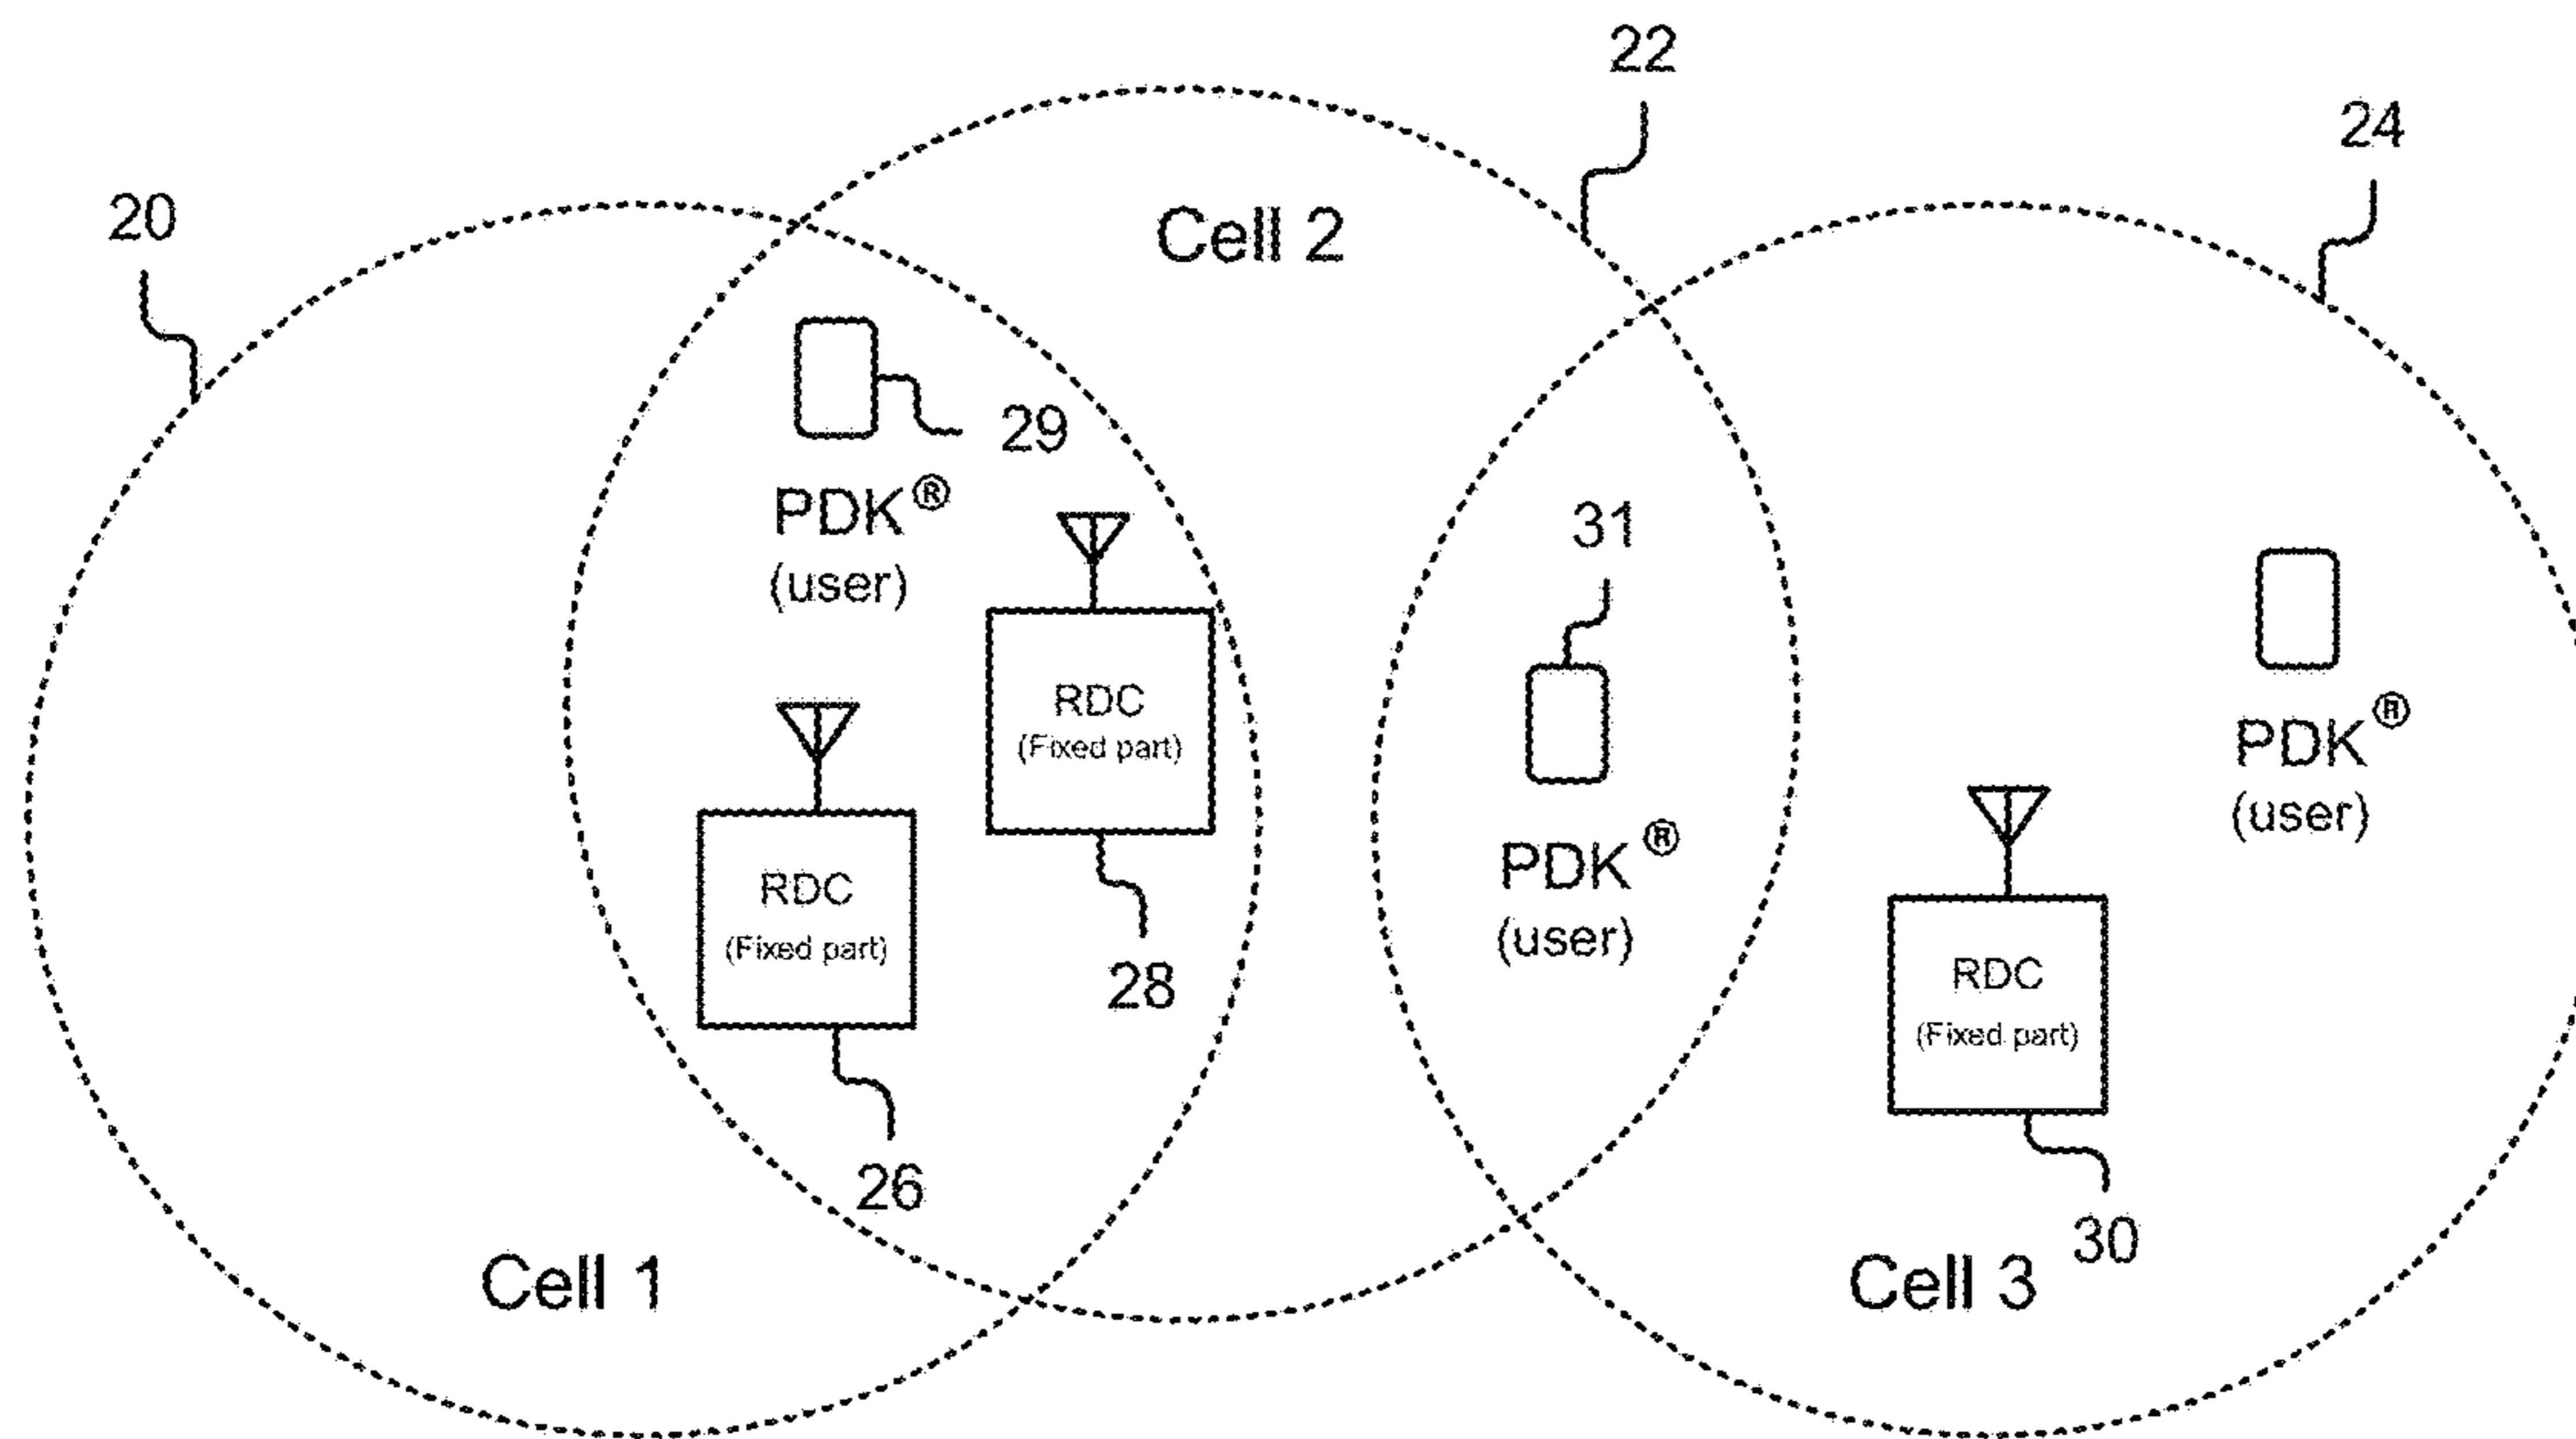 22
24
20
Cell 2
29
PDK®
(user)
31
RDC
(Fixed part)
PDK®
(user)
RDC
(Fixed part)
PDK®
(user)
28
RDC
(Fixed part)
26
30
Cell 1
Cell 3